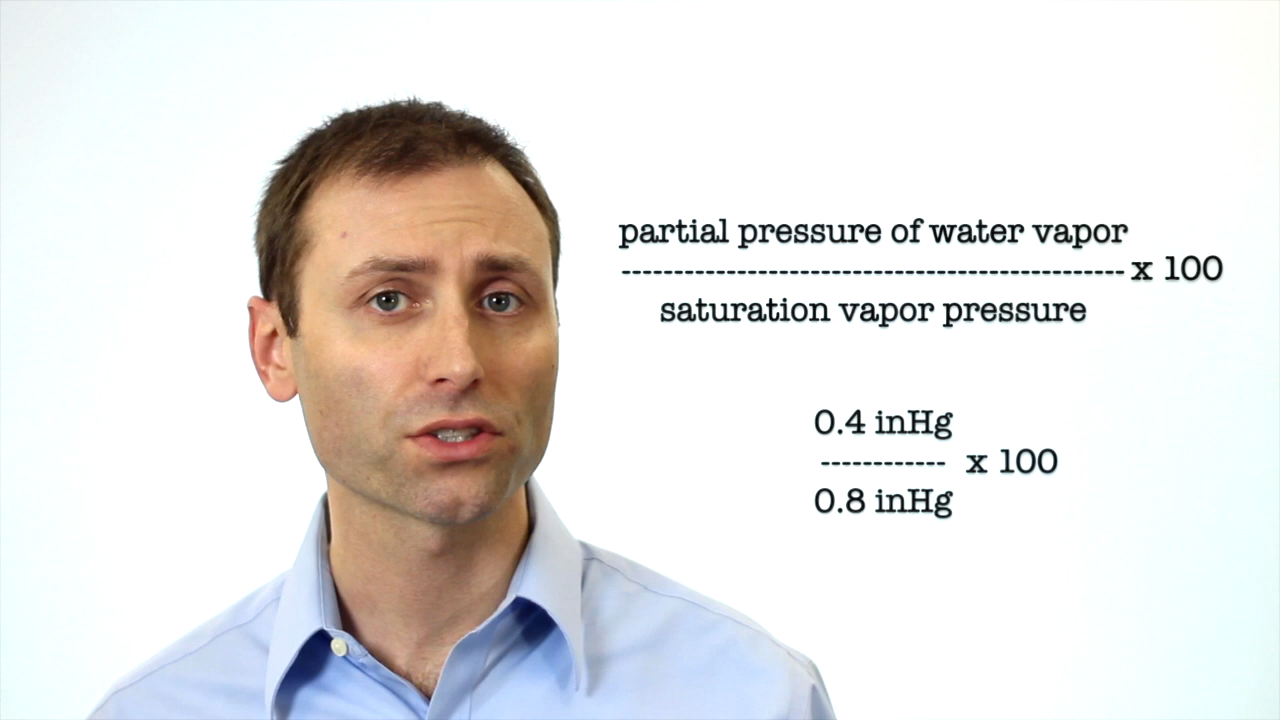 partial pressure of water vapor
--------------------------------------------- x 100
saturation vapor pressure
0.4 inHg
------------ x 100
0.8 inHg